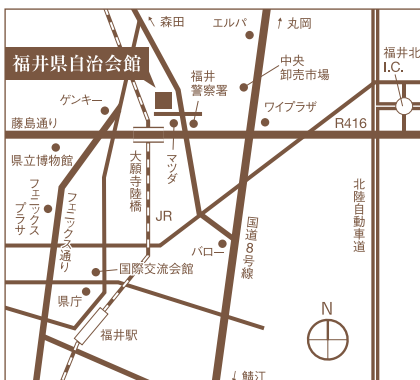 ↖森田
エルパ
↑丸岡
福井県自治会館
福井
警察署
中央
卸売市場
福井北
I.C.
ゲンキー
ワイプラザ
藤島通り
R416
県立博物館
大願寺陸橋
マツダ
フェニックス
プラザ
フェニックス通り
JR
国道8号線
北陸自動車道
バロー
国際交流会館
県庁
福井駅
N
↓鯖江